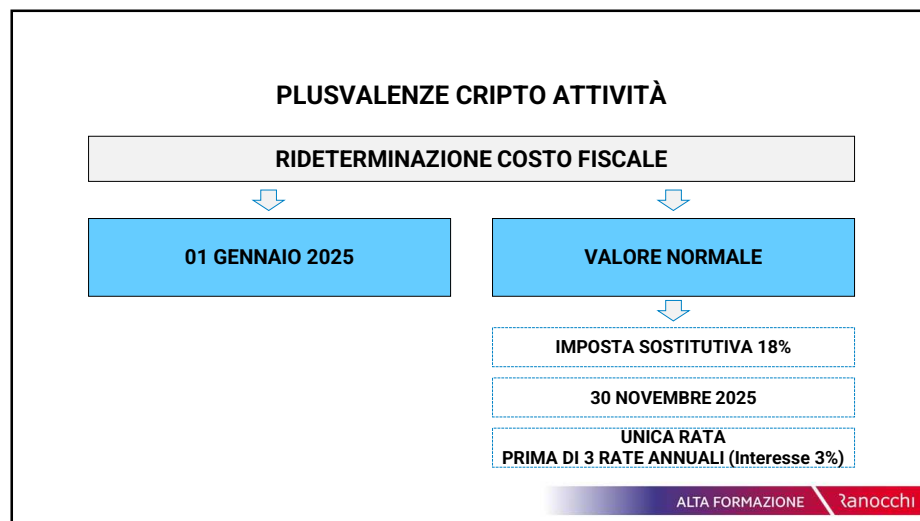 PLUSVALENZE CRIPTO ATTIVITÀ
RIDETERMINAZIONE COSTO FISCALE
01 GENNAIO 2025
VALORE NORMALE
IMPOSTA SOSTITUTIVA 18%
30 NOVEMBRE 2025
UNICA RATA
PRIMA DI 3 RATE ANNUALI (Interesse 3%)
ALTA FORMAZIONE Ranocchi